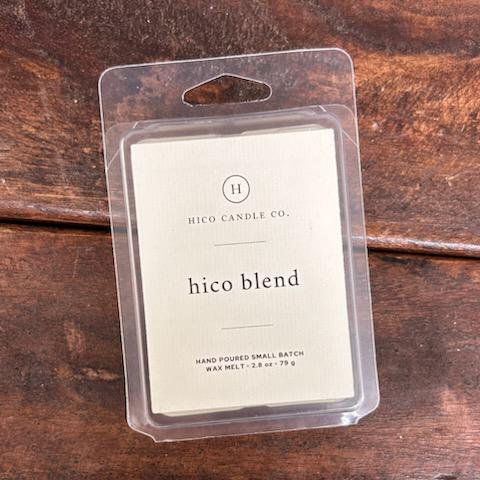 H
HICO CANDLE CO.
hico blend
HAND POURED SMALL BATCH
WAX MELT • 2.8 oz • 79 g